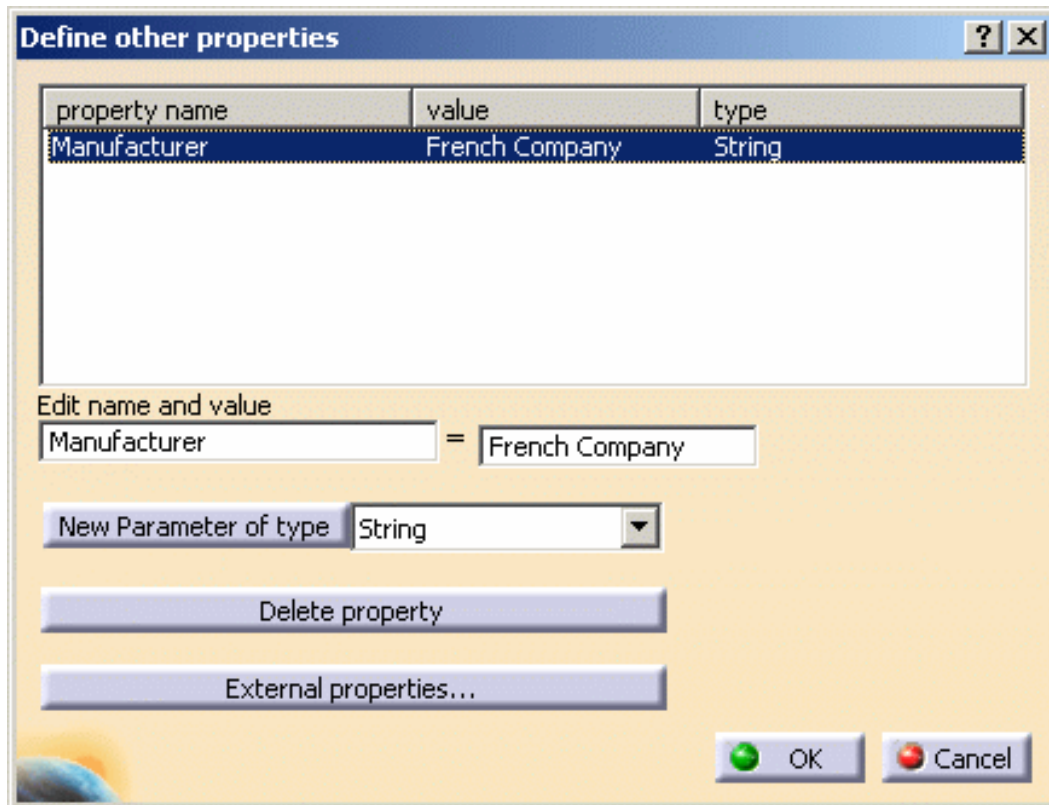 Define other properties
property name value type
Manufacturer French Company String
Edit name and value
Manufacturer = French Company
New Parameter of type String
Delete property
External properties...
OK Cancel